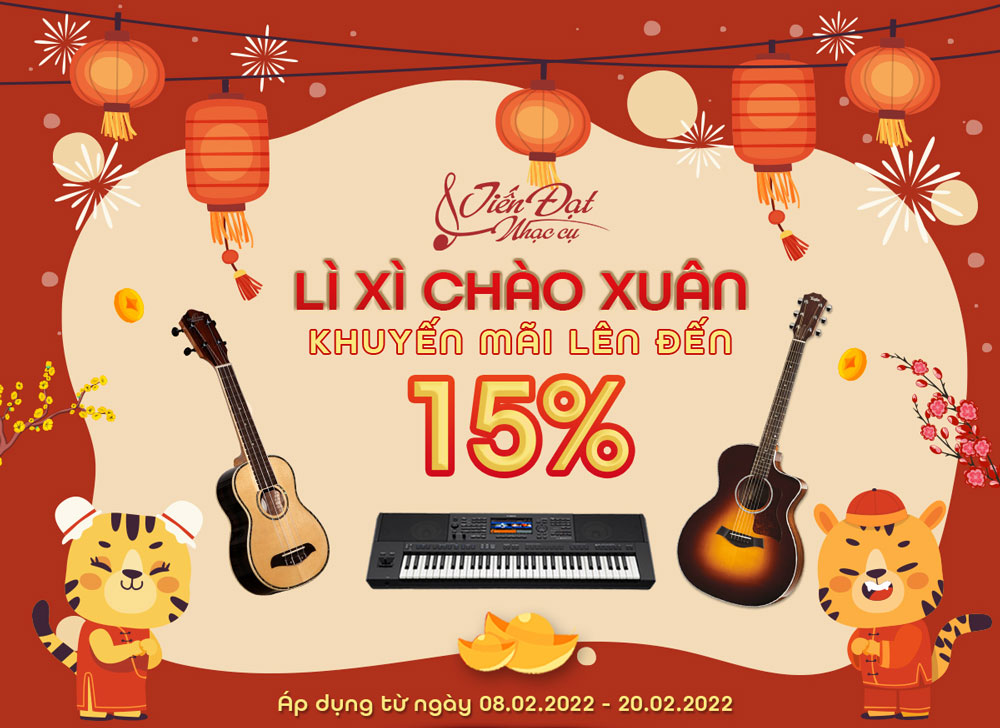 Tiến Đạt
Nhạc cụ
LÌ XÌ CHÀO XUÂN
KHUYẾN MÃI LÊN ĐẾN
15%
Áp dụng từ ngày 08.02.2022 - 20.02.2022